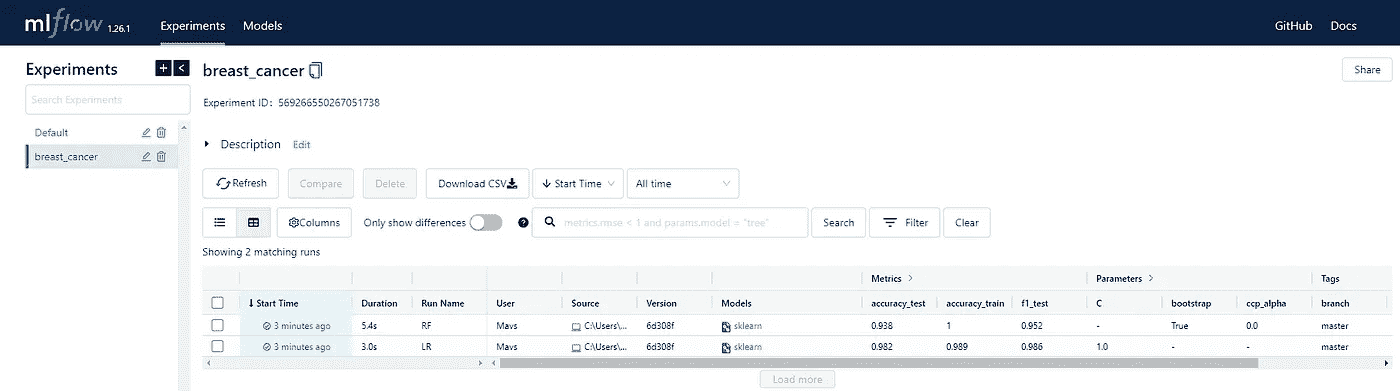 mlflow 1.26.1 Experiments Models GitHub Docs
Experiments + <
Search Experiments
Default
breast_cancer
breast_cancer
Share
Experiment ID: 569266550267051738
Description Edit
Refresh Compare Delete Download CSV ↓ Start Time All time
Columns Only show differences ? metrics.rmse < 1 and params.model = "tree" Search Filter Clear
Showing 2 matching runs
Metrics > Parameters > Tags
↓ Start Time Duration Run Name User Source Version Models accuracy_test accuracy_train f1_test C bootstrap ccp_alpha branch
3 minutes ago 5.4s RF Mavs C:\Users\... 6d308f sklearn 0.938 1 0.952 - True 0.0 master
3 minutes ago 3.0s LR Mavs C:\Users\... 6d308f sklearn 0.982 0.989 0.986 1.0 - - master
Load more